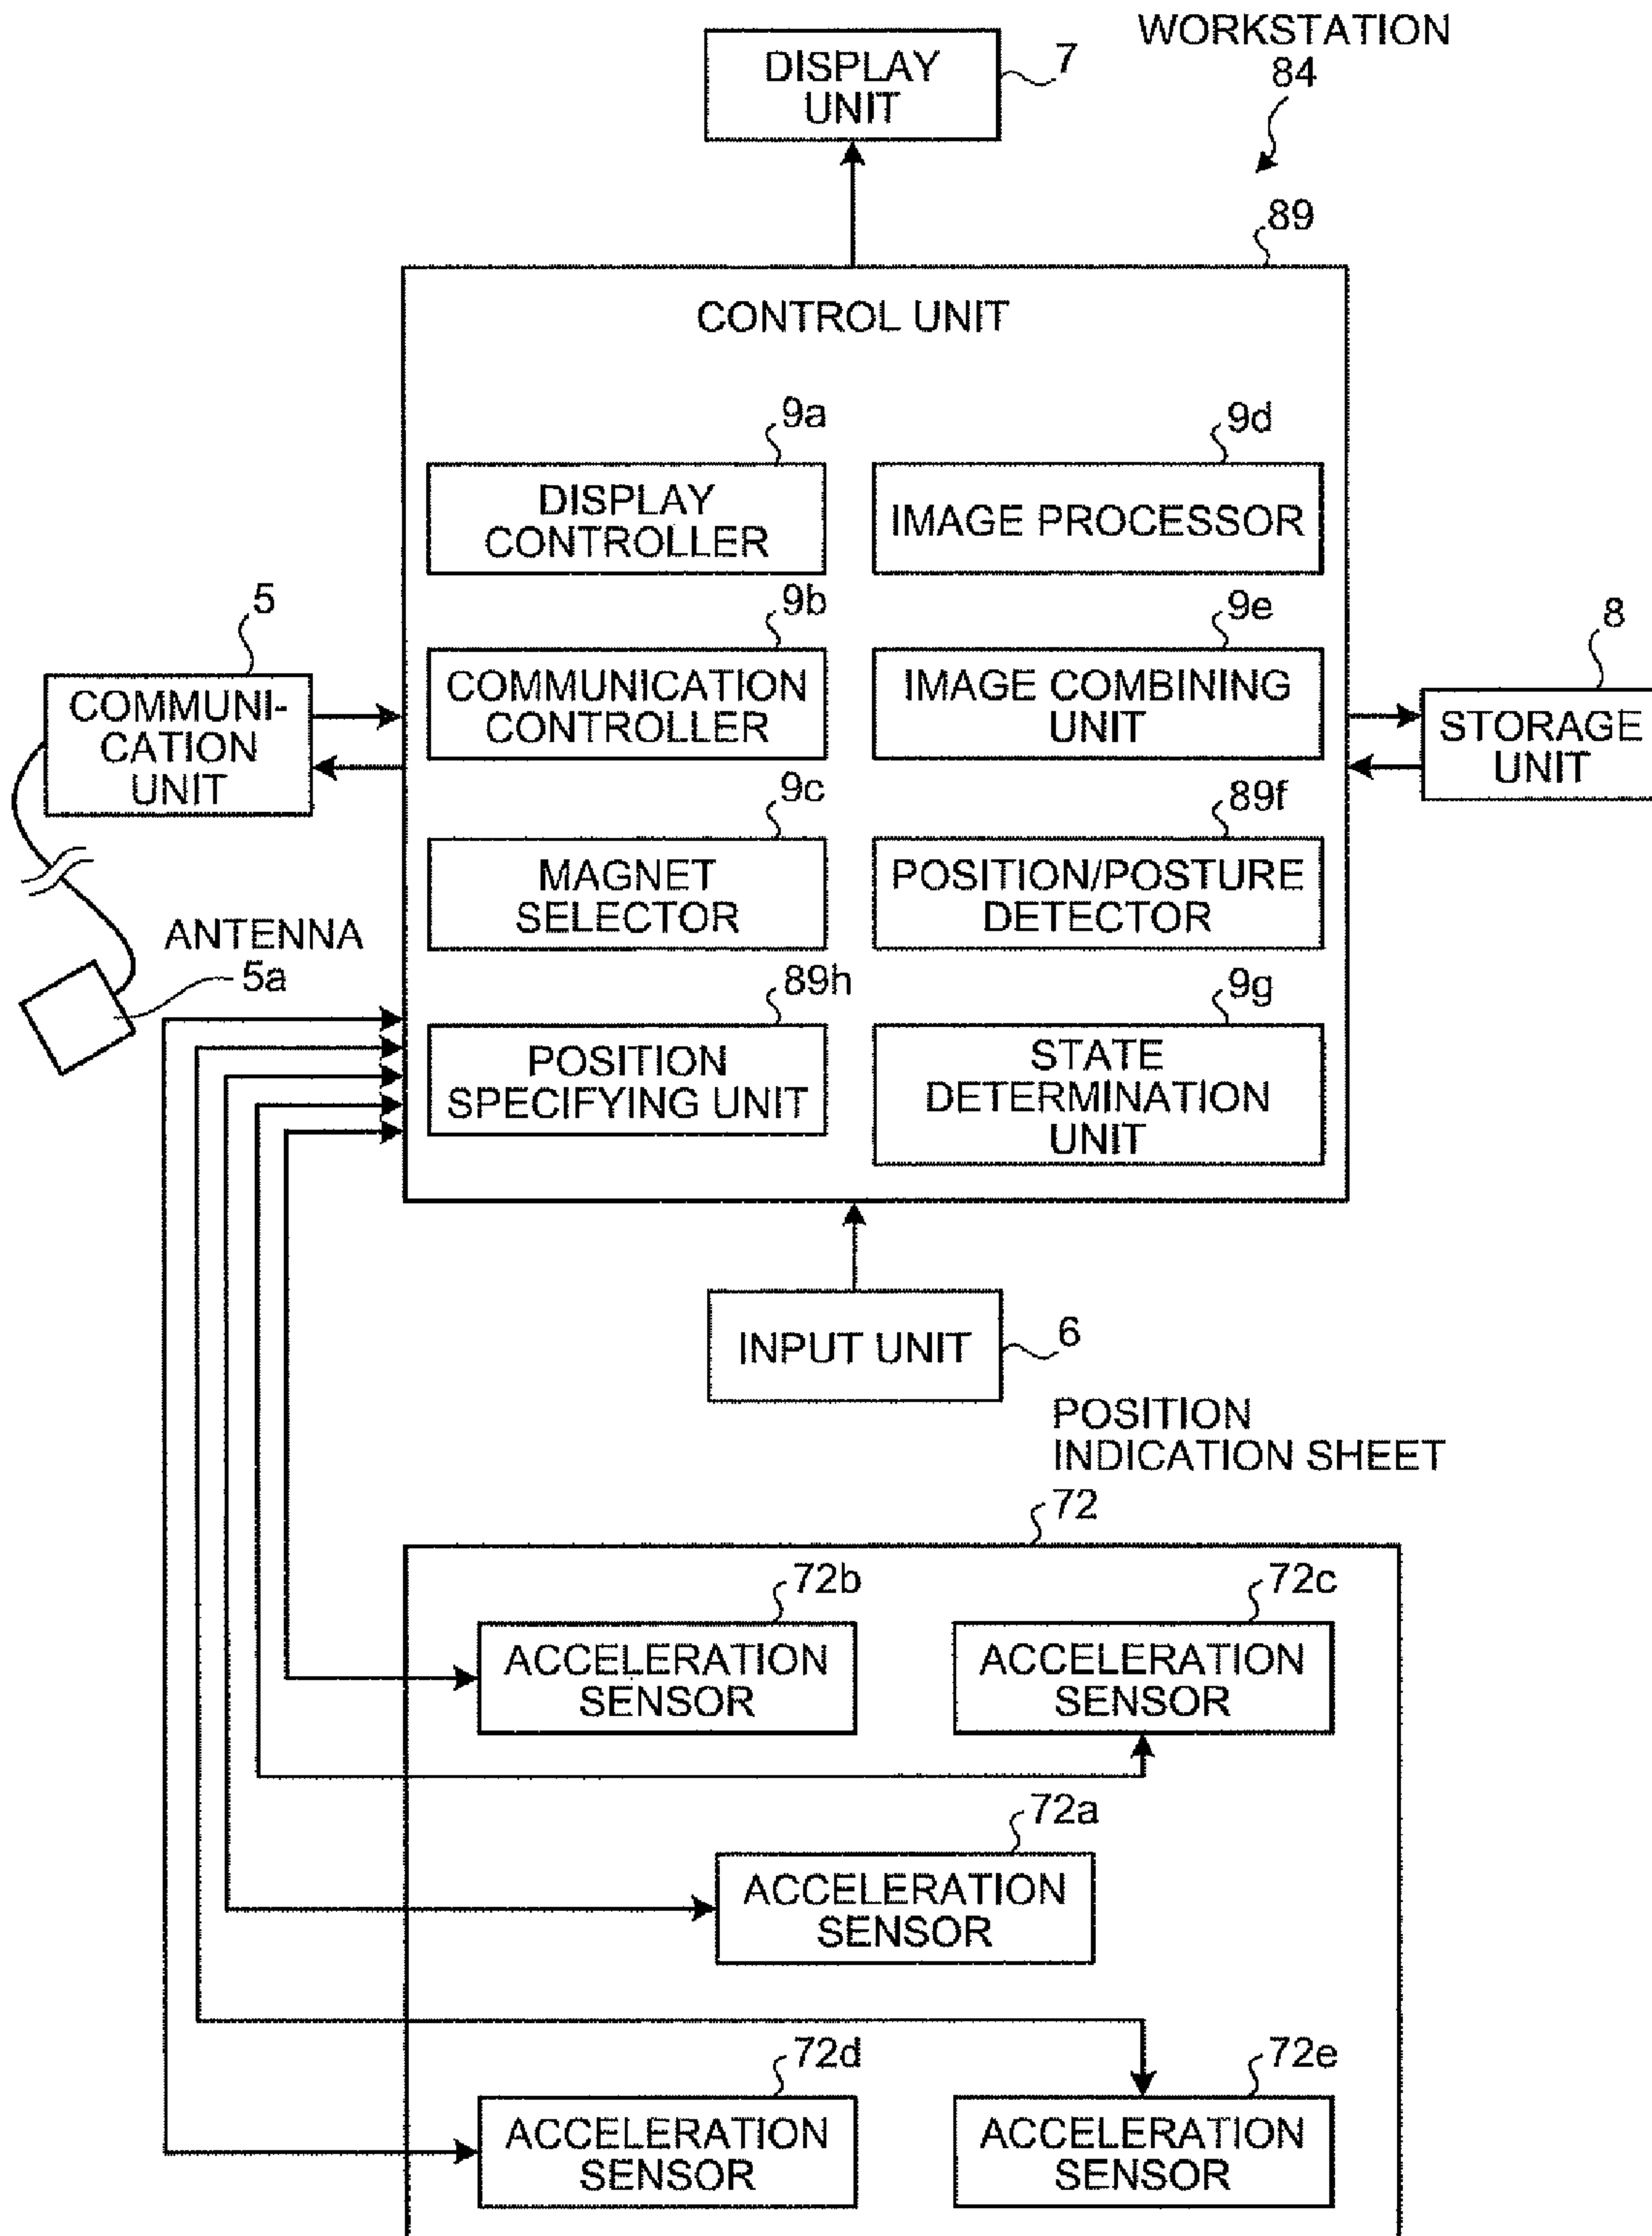 WORKSTATION
84
DISPLAY
UNIT
7
89
CONTROL UNIT
9a
DISPLAY
CONTROLLER
9d
IMAGE PROCESSOR
5
COMMUNI-
CATION
UNIT
9b
COMMUNICATION
CONTROLLER
9e
IMAGE COMBINING
UNIT
8
STORAGE
UNIT
9c
MAGNET
SELECTOR
89f
POSITION/POSTURE
DETECTOR
ANTENNA
5a
89h
POSITION
SPECIFYING UNIT
9g
STATE
DETERMINATION
UNIT
INPUT UNIT
6
POSITION
INDICATION SHEET
72
72b
ACCELERATION
SENSOR
72c
ACCELERATION
SENSOR
72a
ACCELERATION
SENSOR
72d
ACCELERATION
SENSOR
72e
ACCELERATION
SENSOR